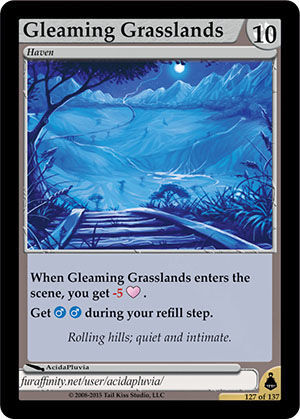 Gleaming Grasslands 10
Haven
When Gleaming Grasslands enters the
scene, you get -5 🩷.
Get ♂ ♂ during your refill step.
Rolling hills; quiet and intimate.
AcidaPluvia
furaffinity.net/user/acidapluvia/
©2008-2015 Tail Kiss Studio, LLC
127 of 137